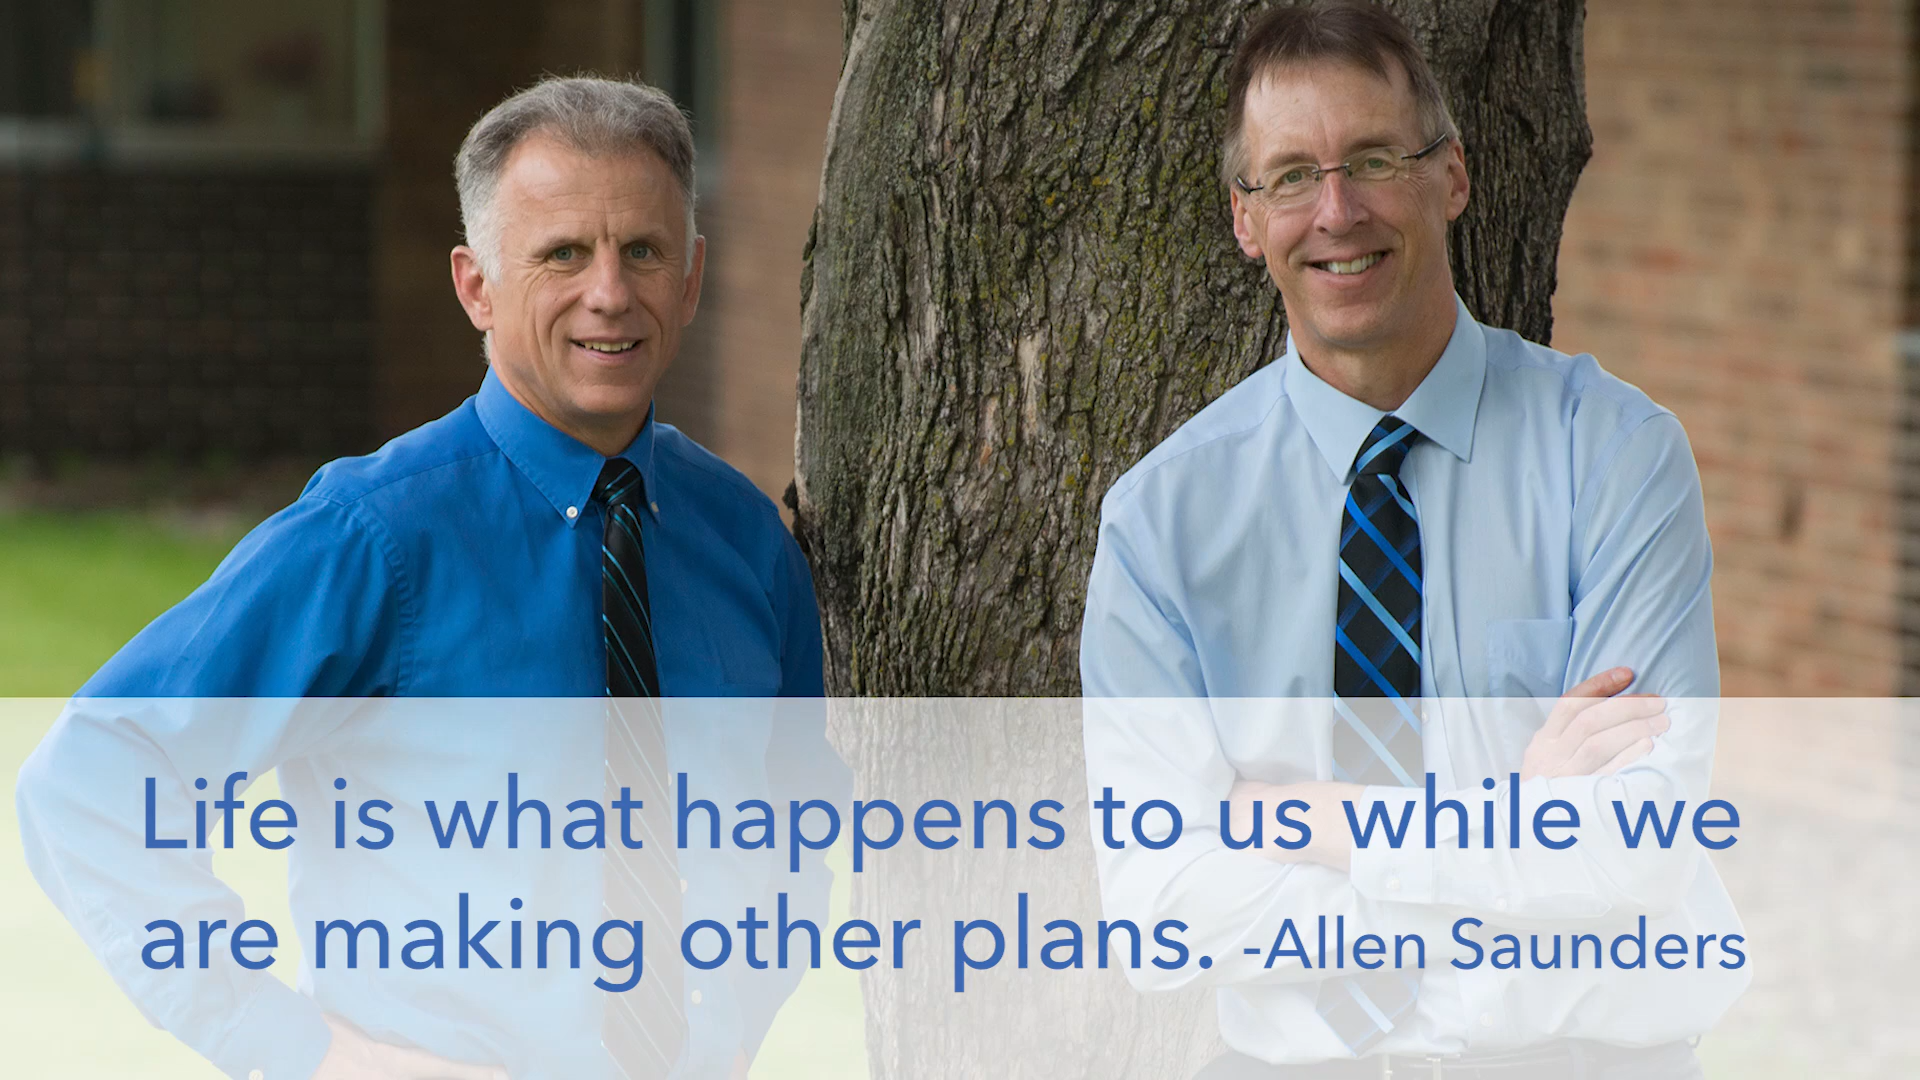 Life is what happens to us while we
are making other plans. -Allen Saunders